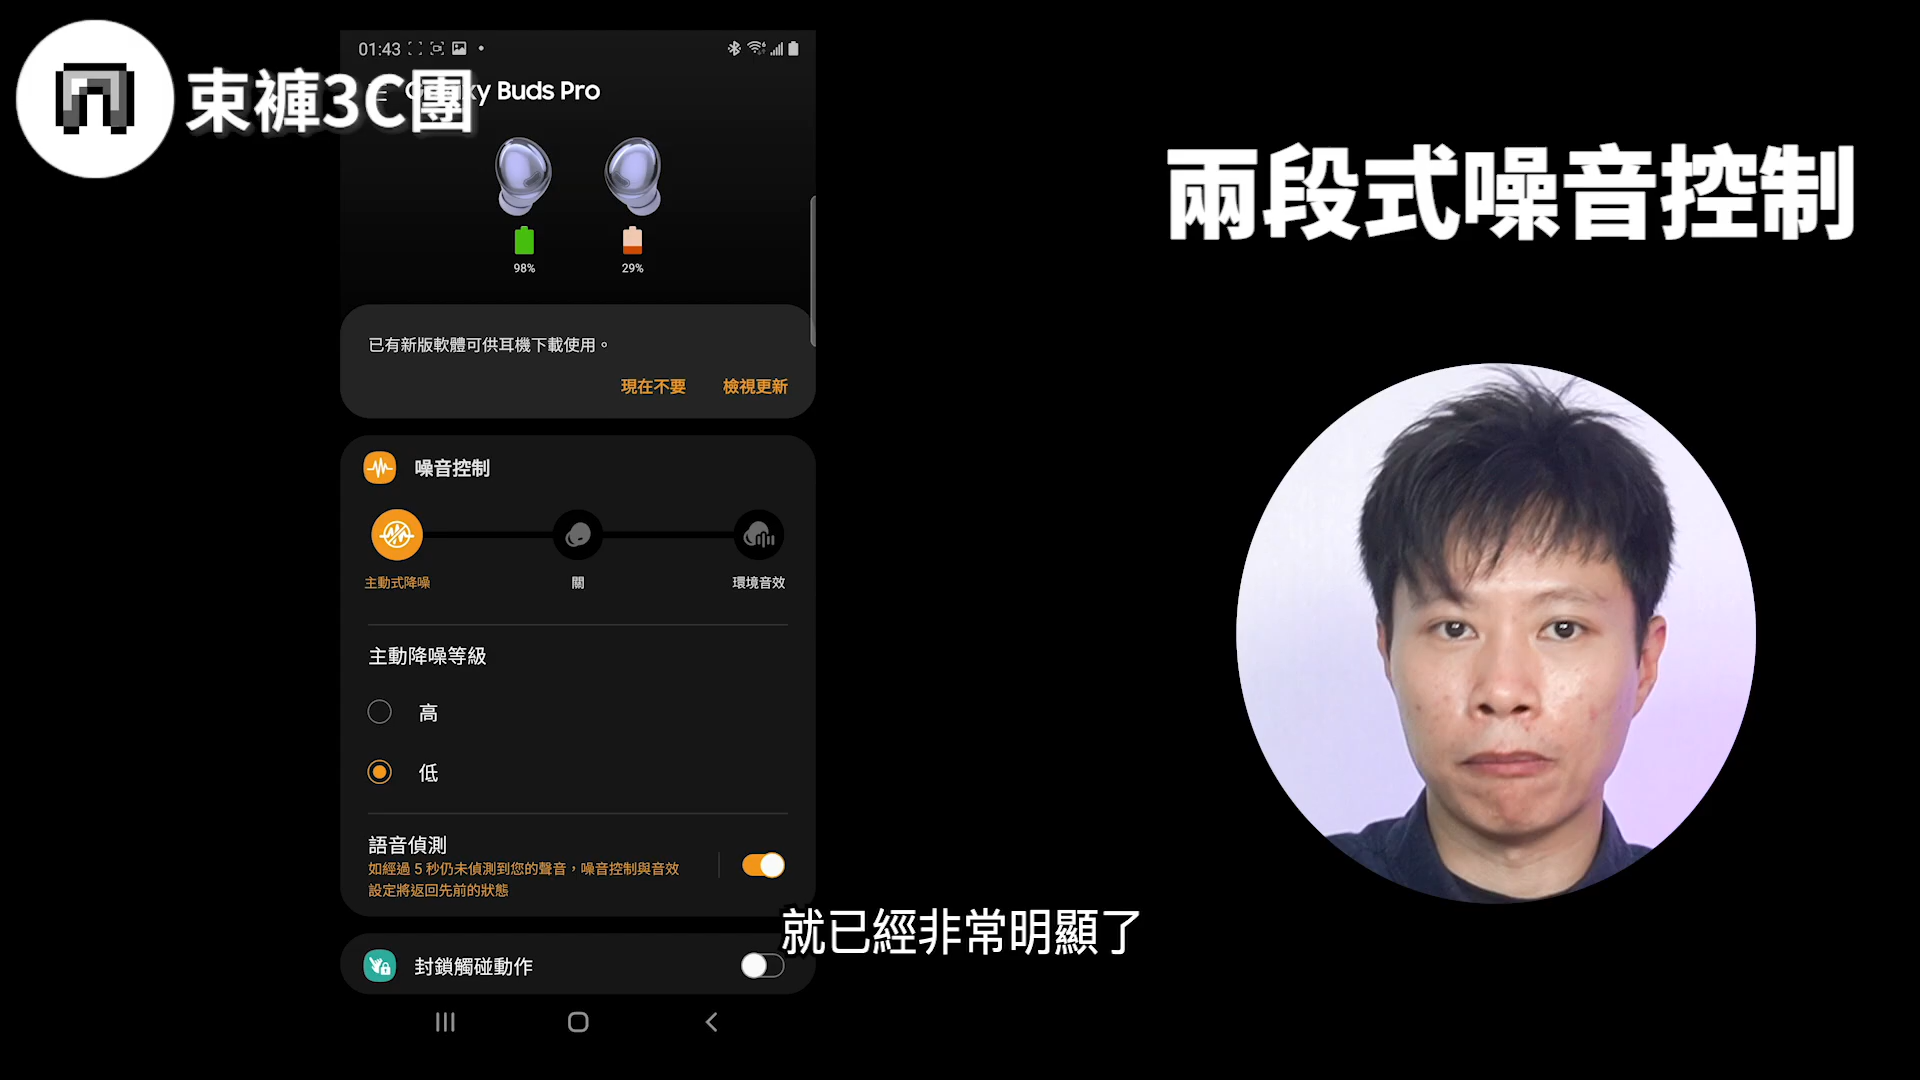 束褲3C團
01:43
Galaxy Buds Pro
98%
29%
兩段式噪音控制
已有新版軟體可供耳機下載使用。
現在不要
檢視更新
噪音控制
主動式降噪
關
環境音效
主動降噪等級
高
低
語音偵測
如經過 5 秒仍未偵測到您的聲音，噪音控制與音效
設定將返回先前的狀態
就已經非常明顯了
封鎖觸碰動作